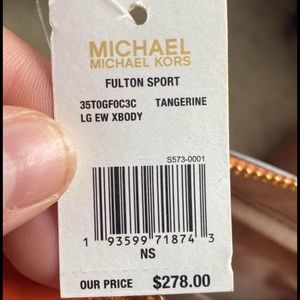 MICHAEL
MICHAEL KORS
FULTON SPORT
35T0GF0C3C TANGERINE
LG EW XBODY
S573-0001
1 93599 71874 3
NS
OUR PRICE $278.00